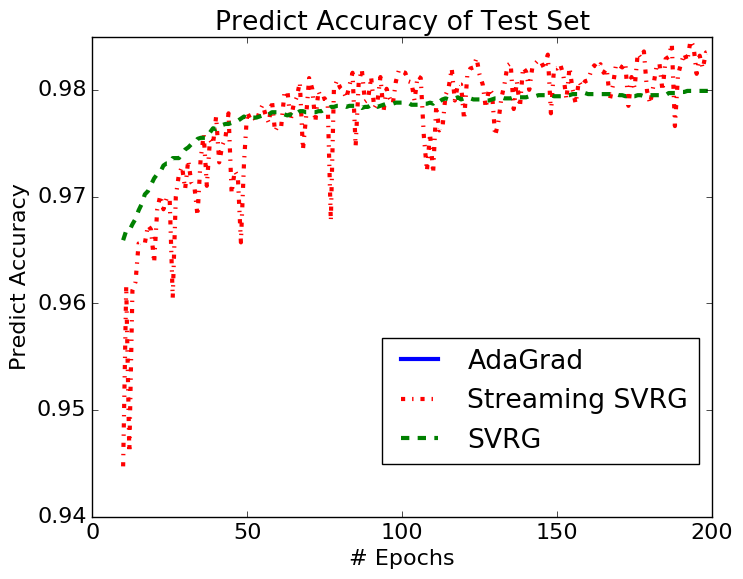 Predict Accuracy of Test Set
Predict Accuracy
0.98
0.97
0.96
0.95
0.94
AdaGrad
Streaming SVRG
SVRG
0
50
100
150
200
# Epochs